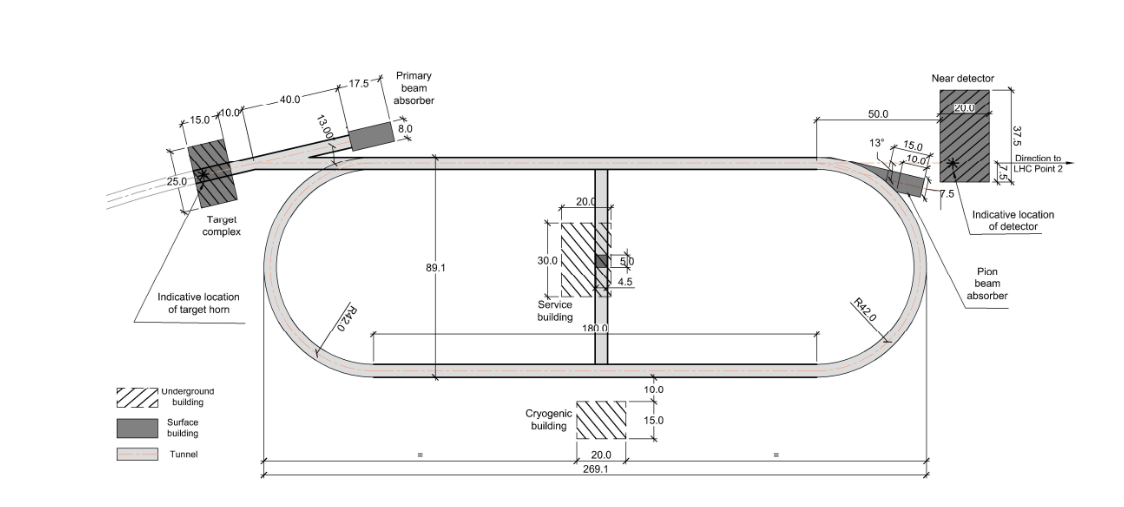 Primary
beam
absorber
17.5
40.0
10.0
15.0
13.00
8.0
25.0
Target
complex
Indicative location
of target horn
Near detector
20.0
50.0
37.5
13°
15.0
10.0
7.5
Direction to
LHC Point 2
7.5
Indicative location
of detector
Pion
beam
absorber
20.0
30.0
5.0
4.5
Service
building
89.1
R42.0
R42.0
180.0
10.0
Cryogenic
building
15.0
20.0
=
=
269.1
Underground
building
Surface
building
Tunnel